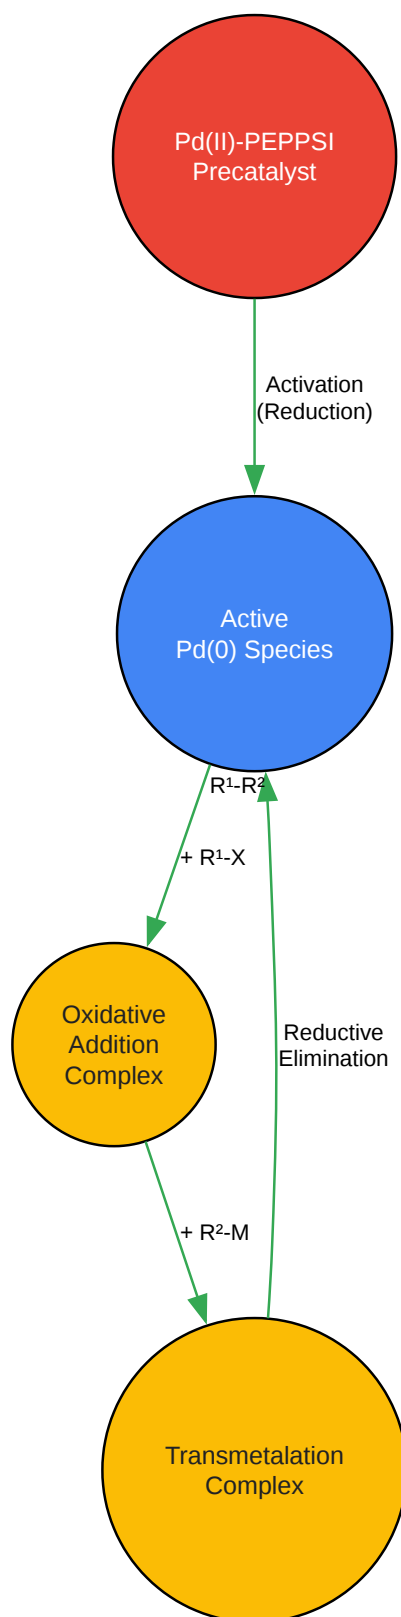 Pd(II)-PEPPSI
Precatalyst
Activation
(Reduction)
Active
Pd(0) Species
R¹-R²
+ R¹-X
Oxidative
Addition
Complex
Reductive
Elimination
+ R²-M
Transmetalation
Complex